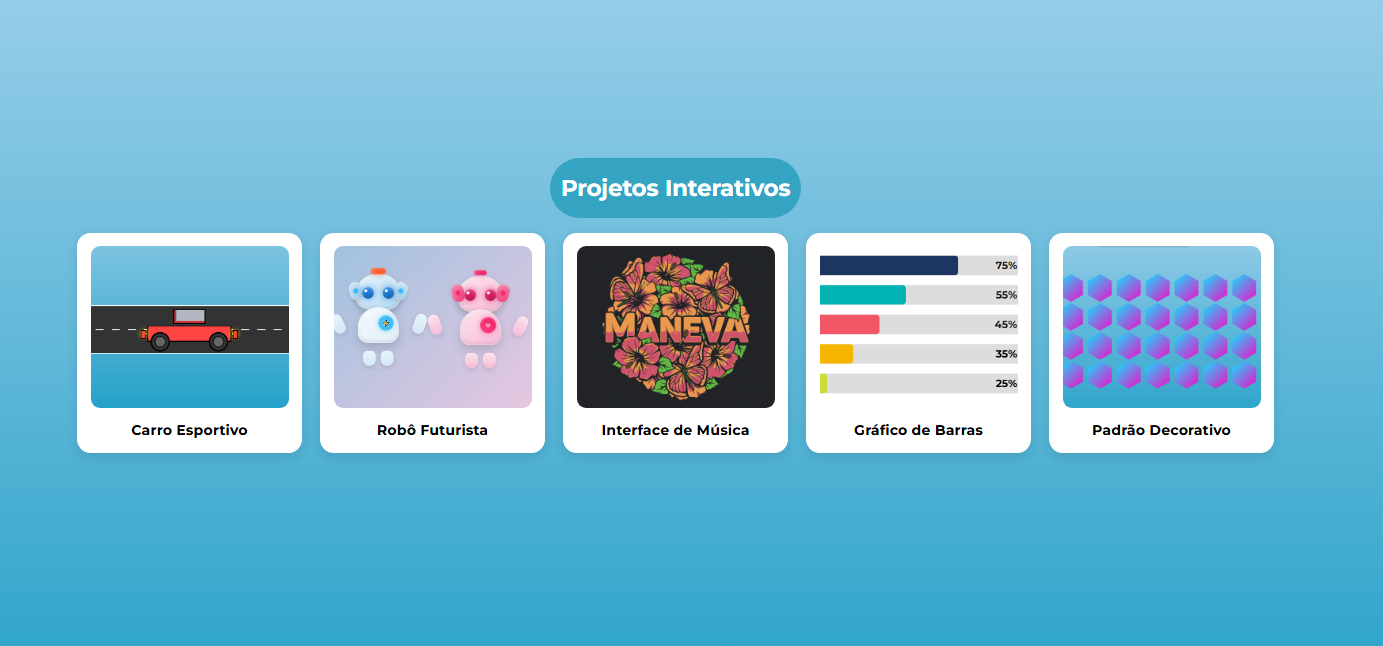 Projetos Interativos
MANEVA
75%
55%
45%
35%
25%
Carro Esportivo
Robô Futurista
Interface de Música
Gráfico de Barras
Padrão Decorativo